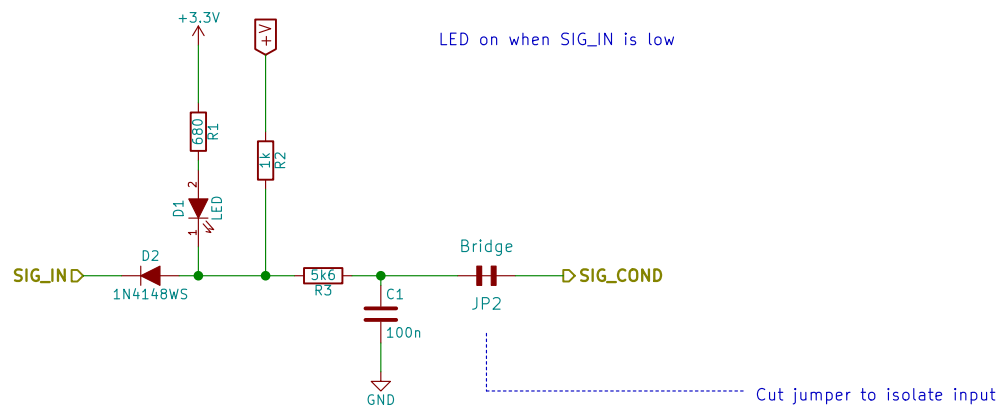 +3.3V
+V
LED on when SIG_IN is low
680
R1
1k
R2
2
D1
LED
1
D2
Bridge
SIG_IN
1N4148WS
5k6
R3
C1
100n
JP2
SIG_COND
GND
Cut jumper to isolate input